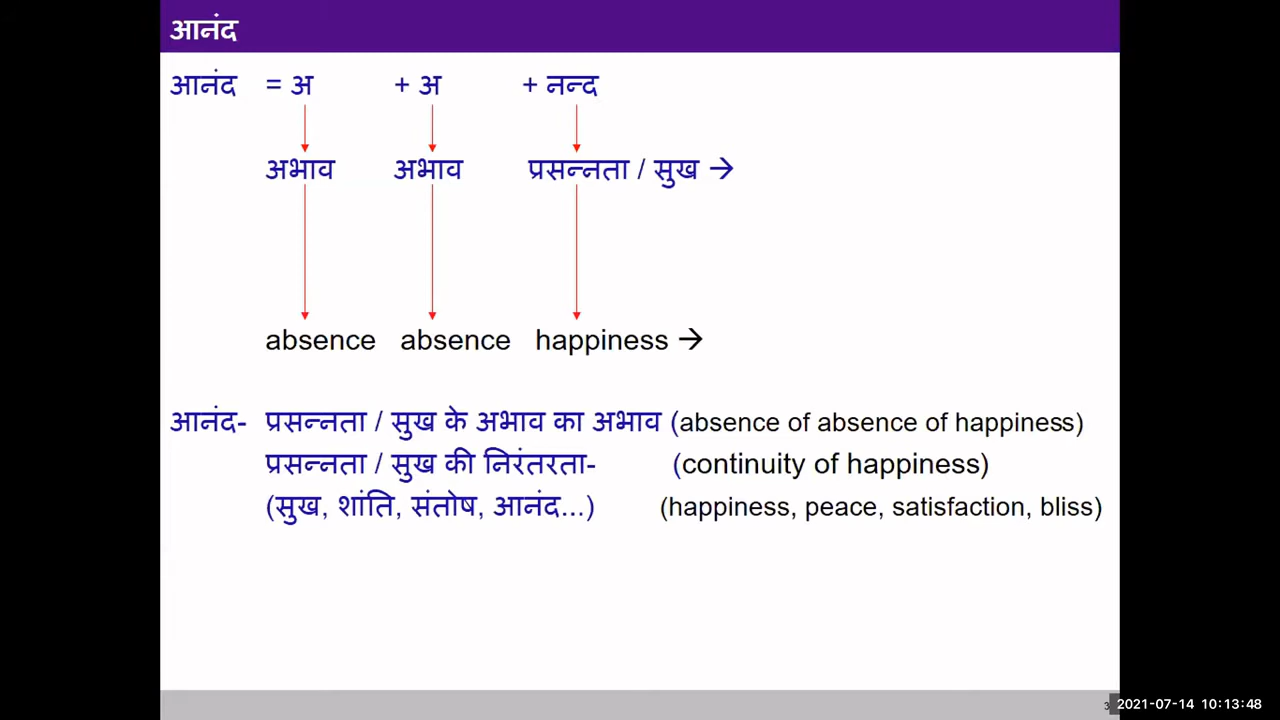 आनंद
आनंद = अ + अ + नन्द
अभाव अभाव प्रसन्नता / सुख →
absence absence happiness →
आनंद- प्रसन्नता / सुख के अभाव का अभाव (absence of absence of happiness)
प्रसन्नता / सुख की निरंतरता- (continuity of happiness)
(सुख, शांति, संतोष, आनंद...) (happiness, peace, satisfaction, bliss)
3
2021-07-14 10:13:48